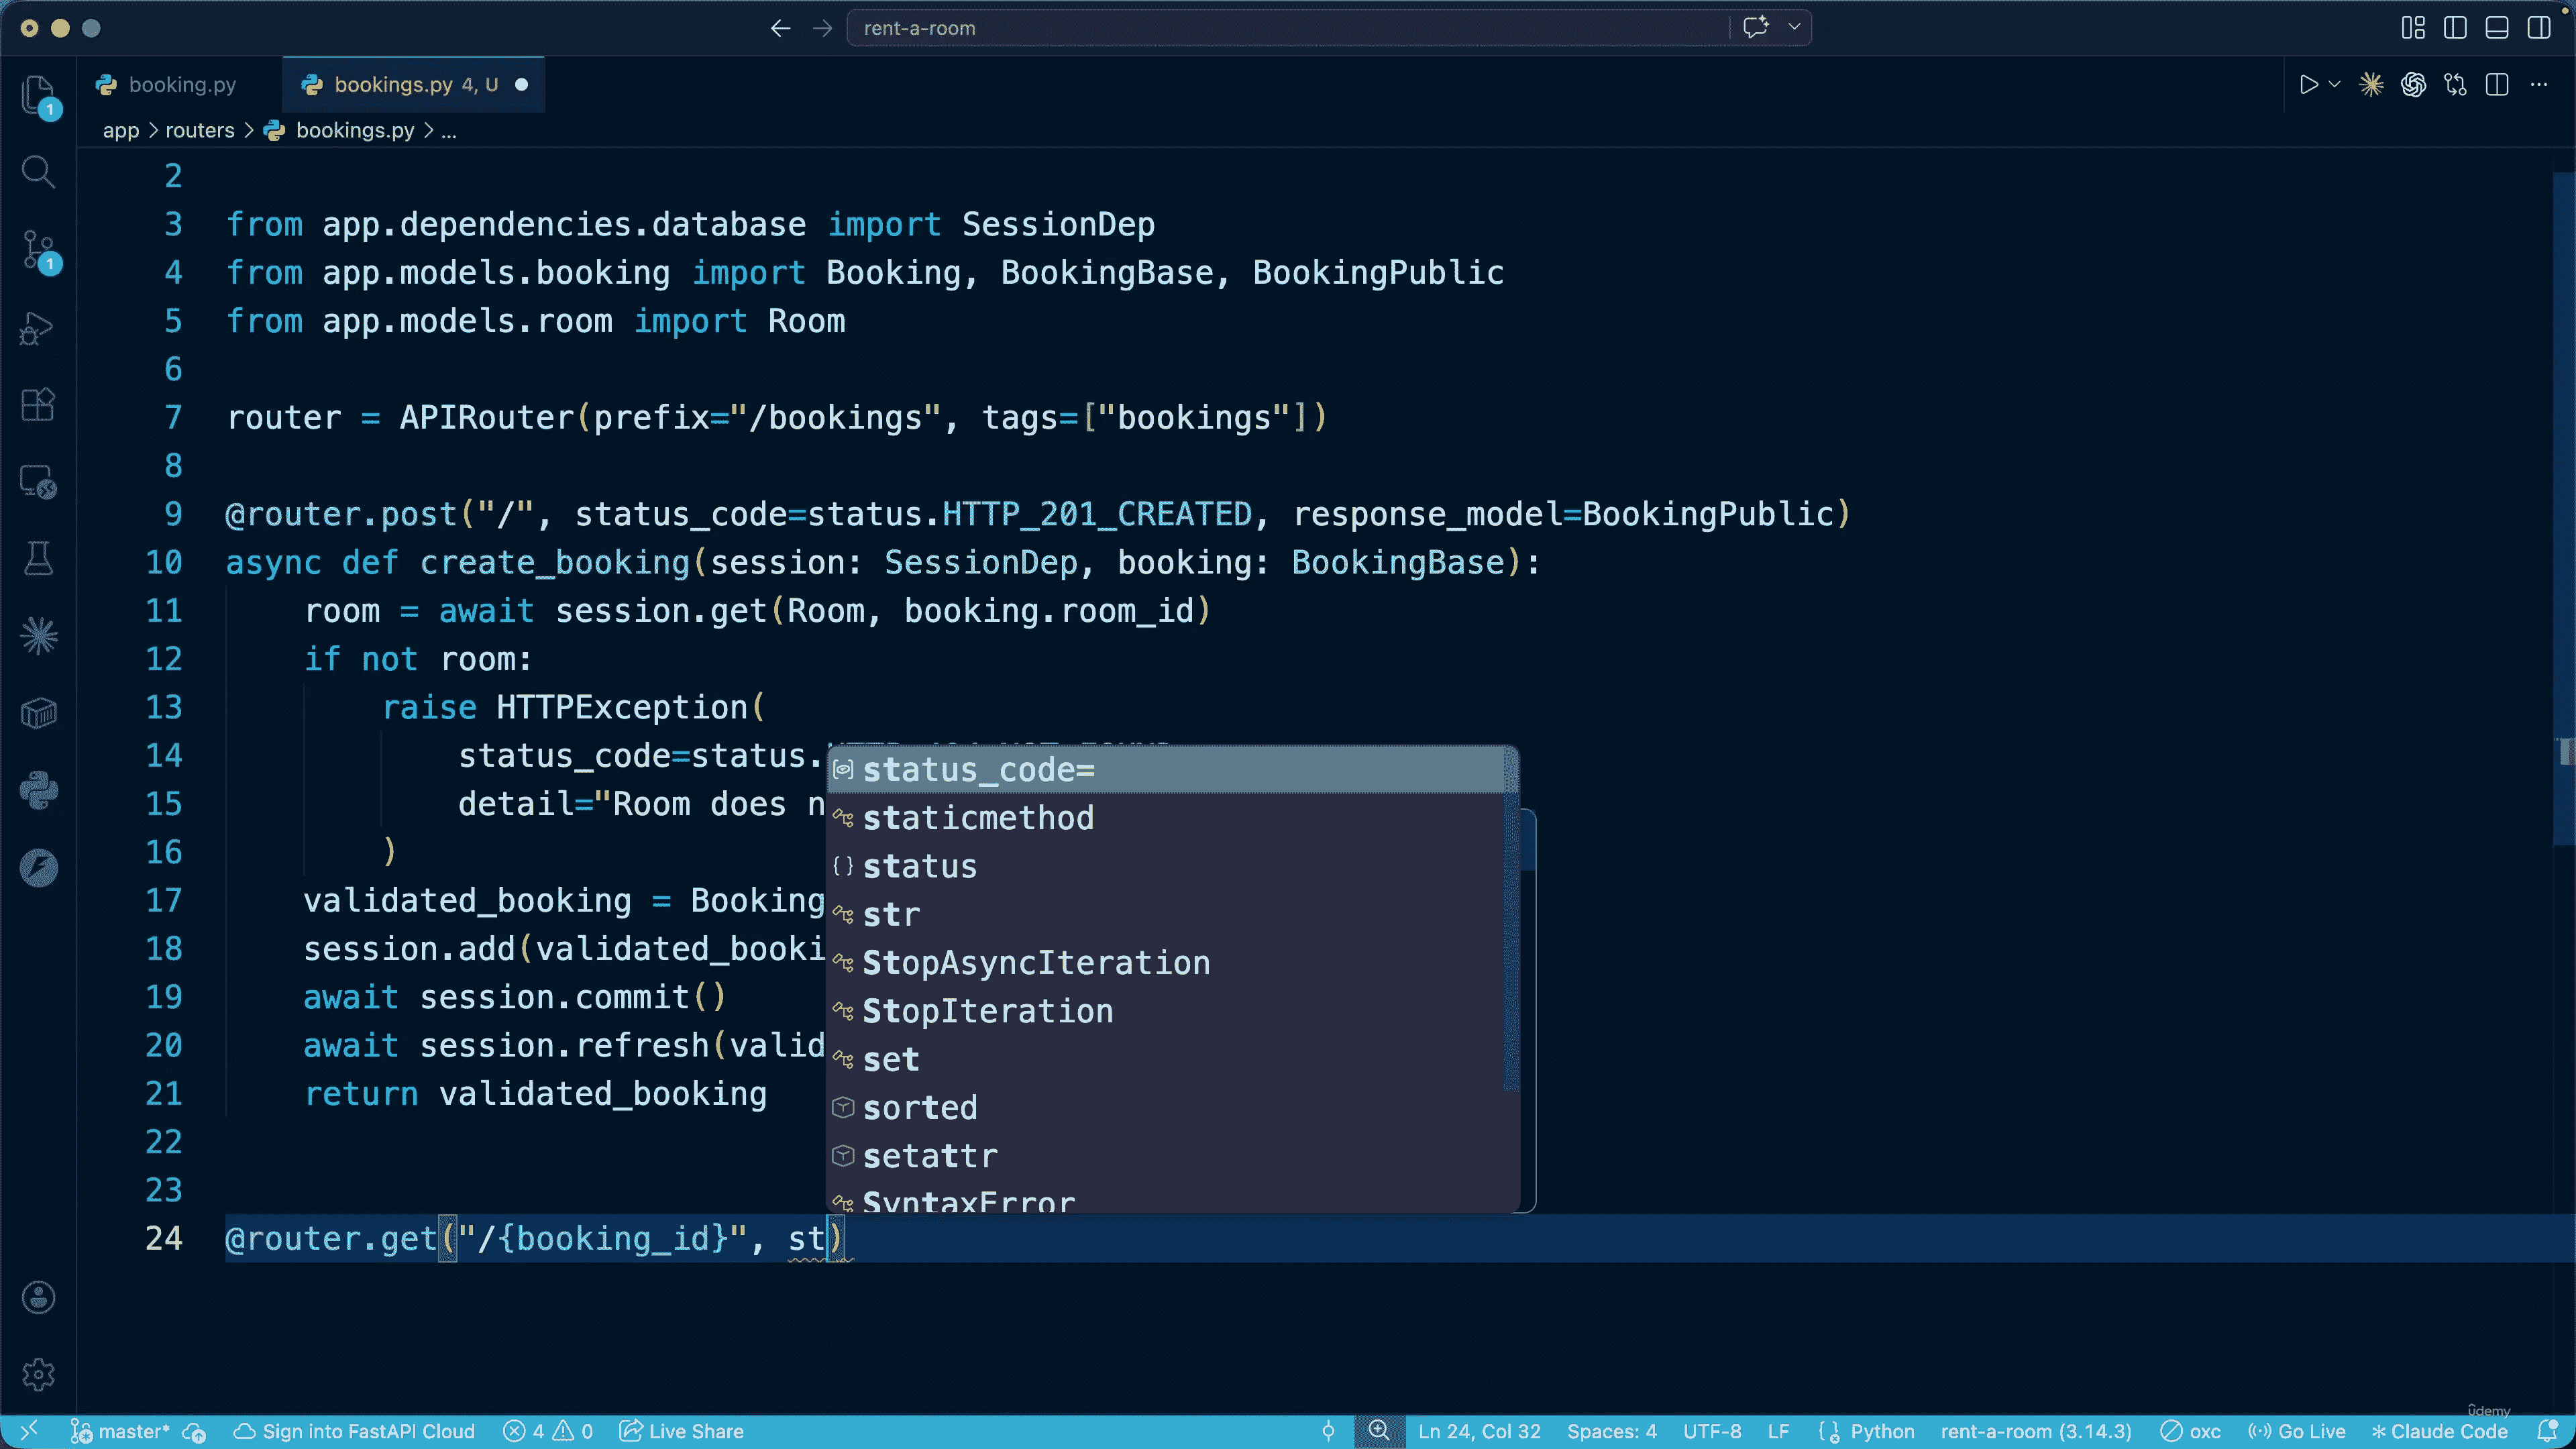 rent-a-room
booking.py
bookings.py 4, U
app > routers > bookings.py > ...
1
1
2
3 from app.dependencies.database import SessionDep
4 from app.models.booking import Booking, BookingBase, BookingPublic
5 from app.models.room import Room
6
7 router = APIRouter(prefix="/bookings", tags=["bookings"])
8
9 @router.post("/", status_code=status.HTTP_201_CREATED, response_model=BookingPublic)
10 async def create_booking(session: SessionDep, booking: BookingBase):
11 room = await session.get(Room, booking.room_id)
12 if not room:
13 raise HTTPException(
14 status_code=status.
15 detail="Room does n
16 )
17 validated_booking = Booking
18 session.add(validated_booki
19 await session.commit()
20 await session.refresh(valid
21 return validated_booking
22
23
24 @router.get("/{booking_id}", st)
status_code=
staticmethod
status
str
StopAsyncIteration
StopIteration
set
sorted
setattr
SyntaxError
ûdemy
master* Sign into FastAPI Cloud 4 0 Live Share Ln 24, Col 32 Spaces: 4 UTF-8 LF Python rent-a-room (3.14.3) oxc Go Live Claude Code